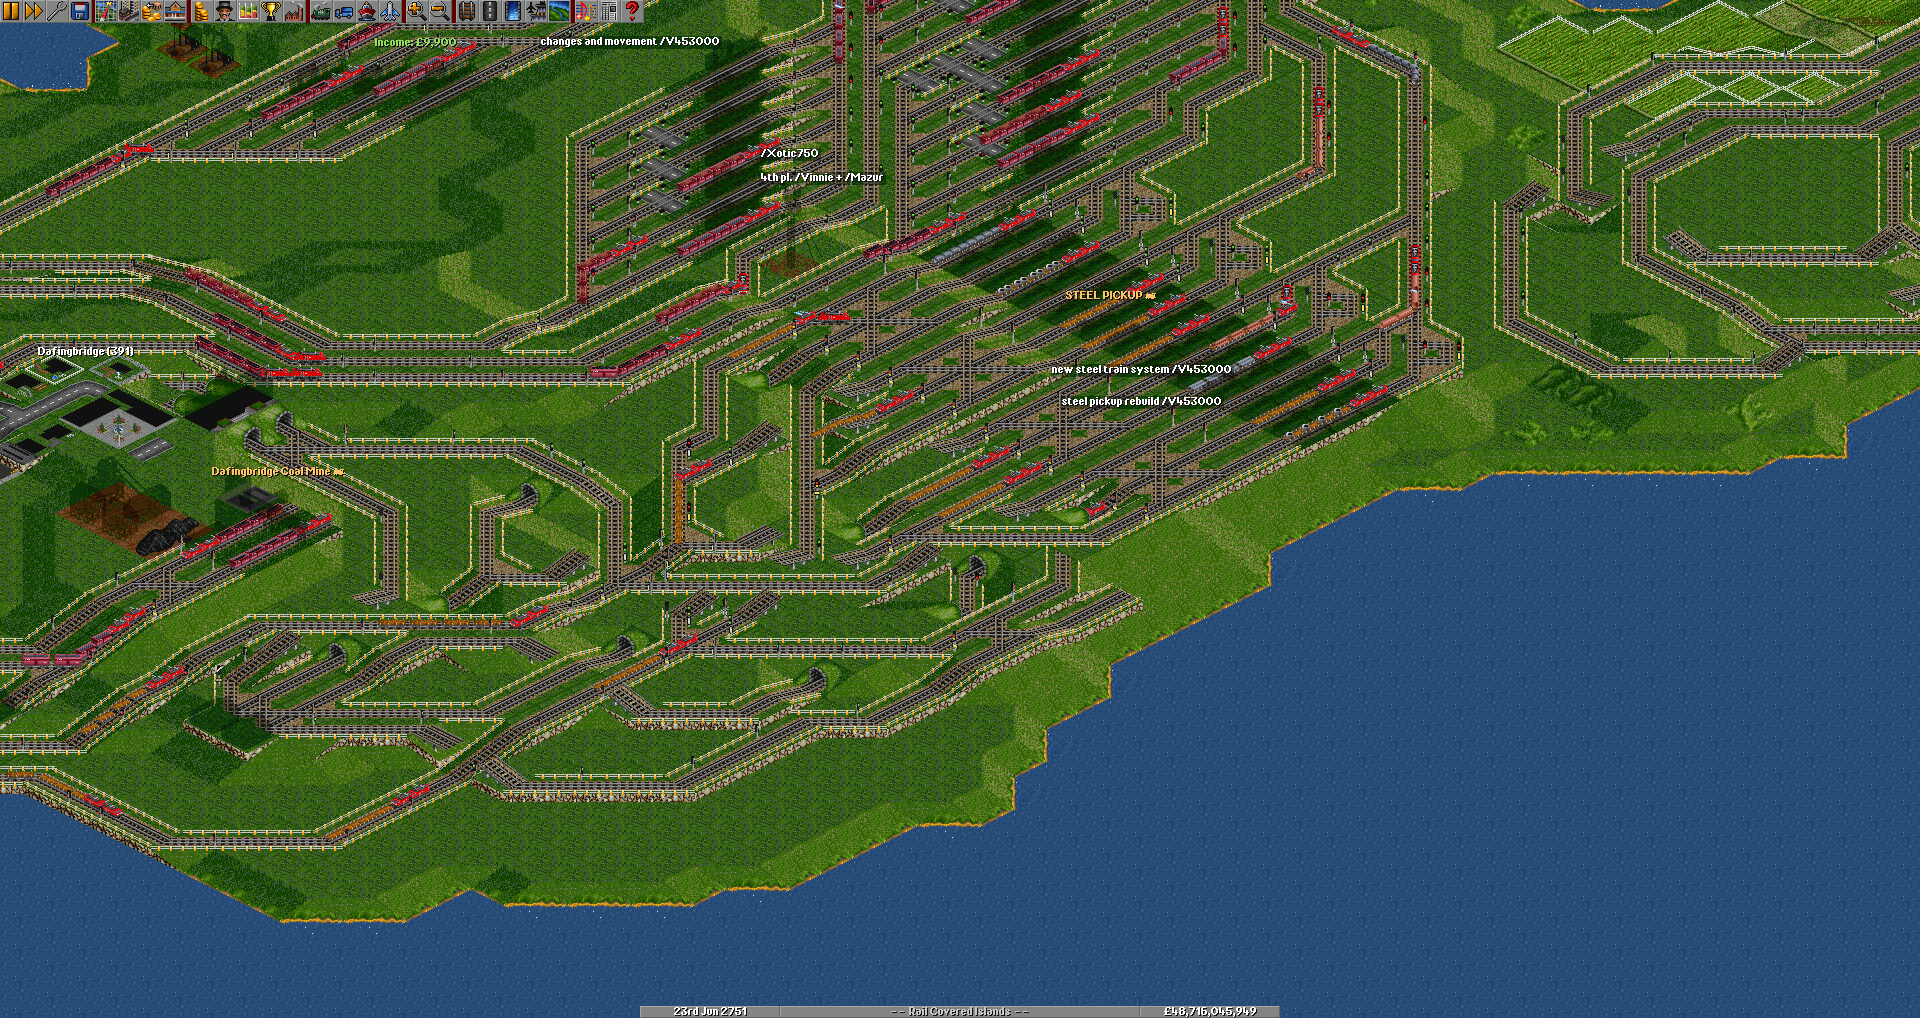 Income: £9,900
changes and movement /V453000
/Xotic750
4th pl. /Vinnie + /Mazur
STEEL PICKUP
Dafingbridge (391)
new steel train system /V453000
steel pickup rebuild /V453000
Dafingbridge Coal Mine
23rd Jun 2751
-- Rail Covered Islands --
£48,716,045,949